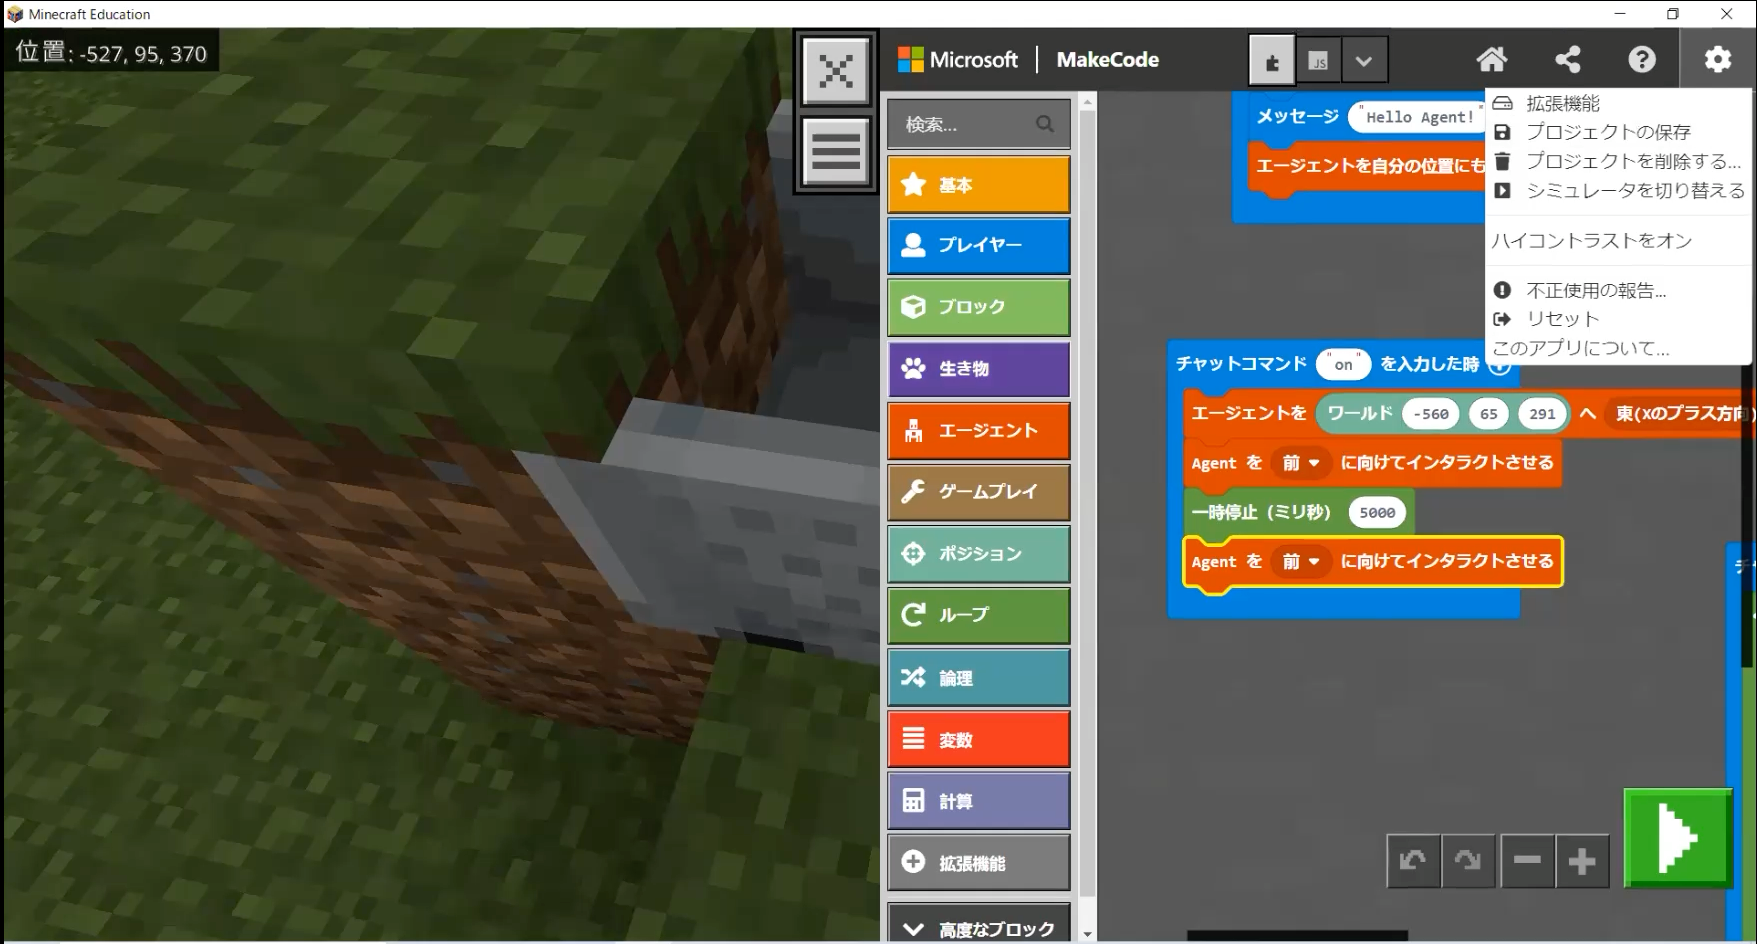 Minecraft Education
位置: -527, 95, 370
Microsoft | MakeCode
JS
検索...
基本
プレイヤー
ブロック
生き物
エージェント
ゲームプレイ
ポジション
ループ
論理
変数
計算
拡張機能
高度なブロック
メッセージ "Hello Agent!"
エージェントを自分の位置にも
チャットコマンド "on" を入力した時
エージェントを ワールド -560 65 291 へ 東(Xのプラス方向)
Agent を 前 に向けてインタラクトさせる
一時停止 (ミリ秒) 5000
Agent を 前 に向けてインタラクトさせる
チ
拡張機能
プロジェクトの保存
プロジェクトを削除する...
シミュレータを切り替える
ハイコントラストをオン
不正使用の報告...
リセット
このアプリについて...